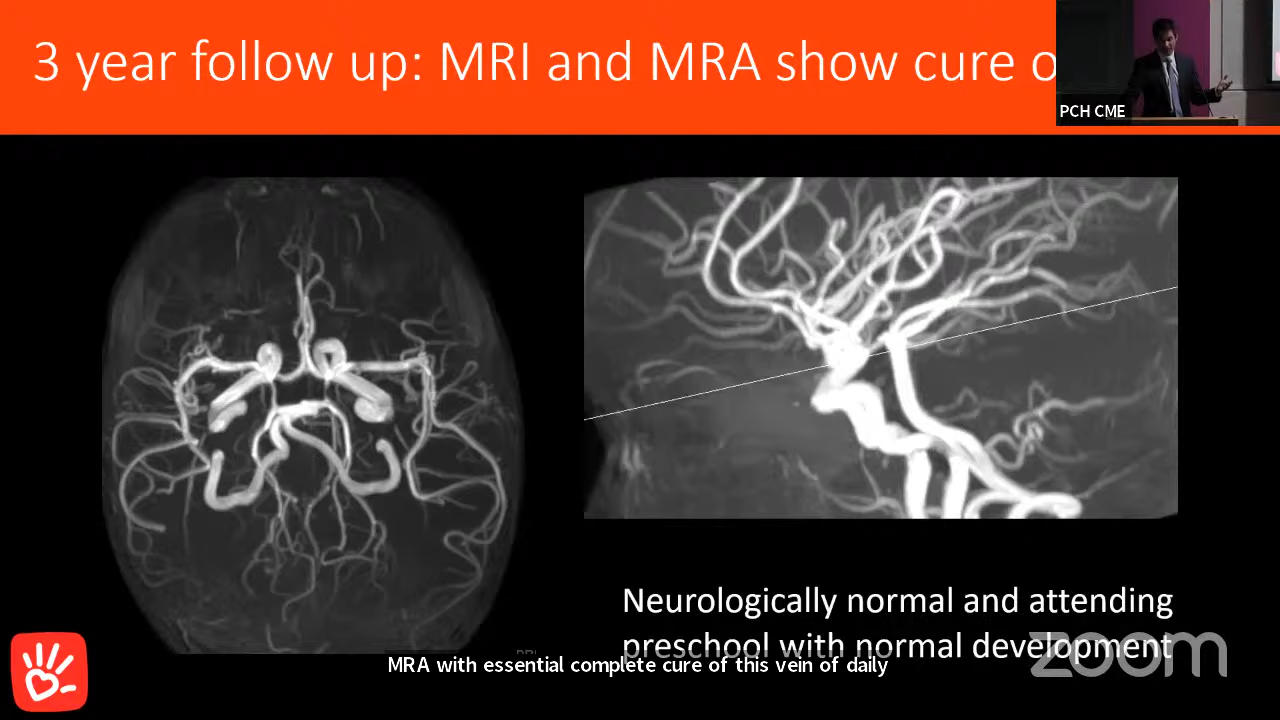 3 year follow up: MRI and MRA show cure
PCH CME
Neurologically normal and attending
preschool with normal development
MRA with essential complete cure of this vein of daily
zoom